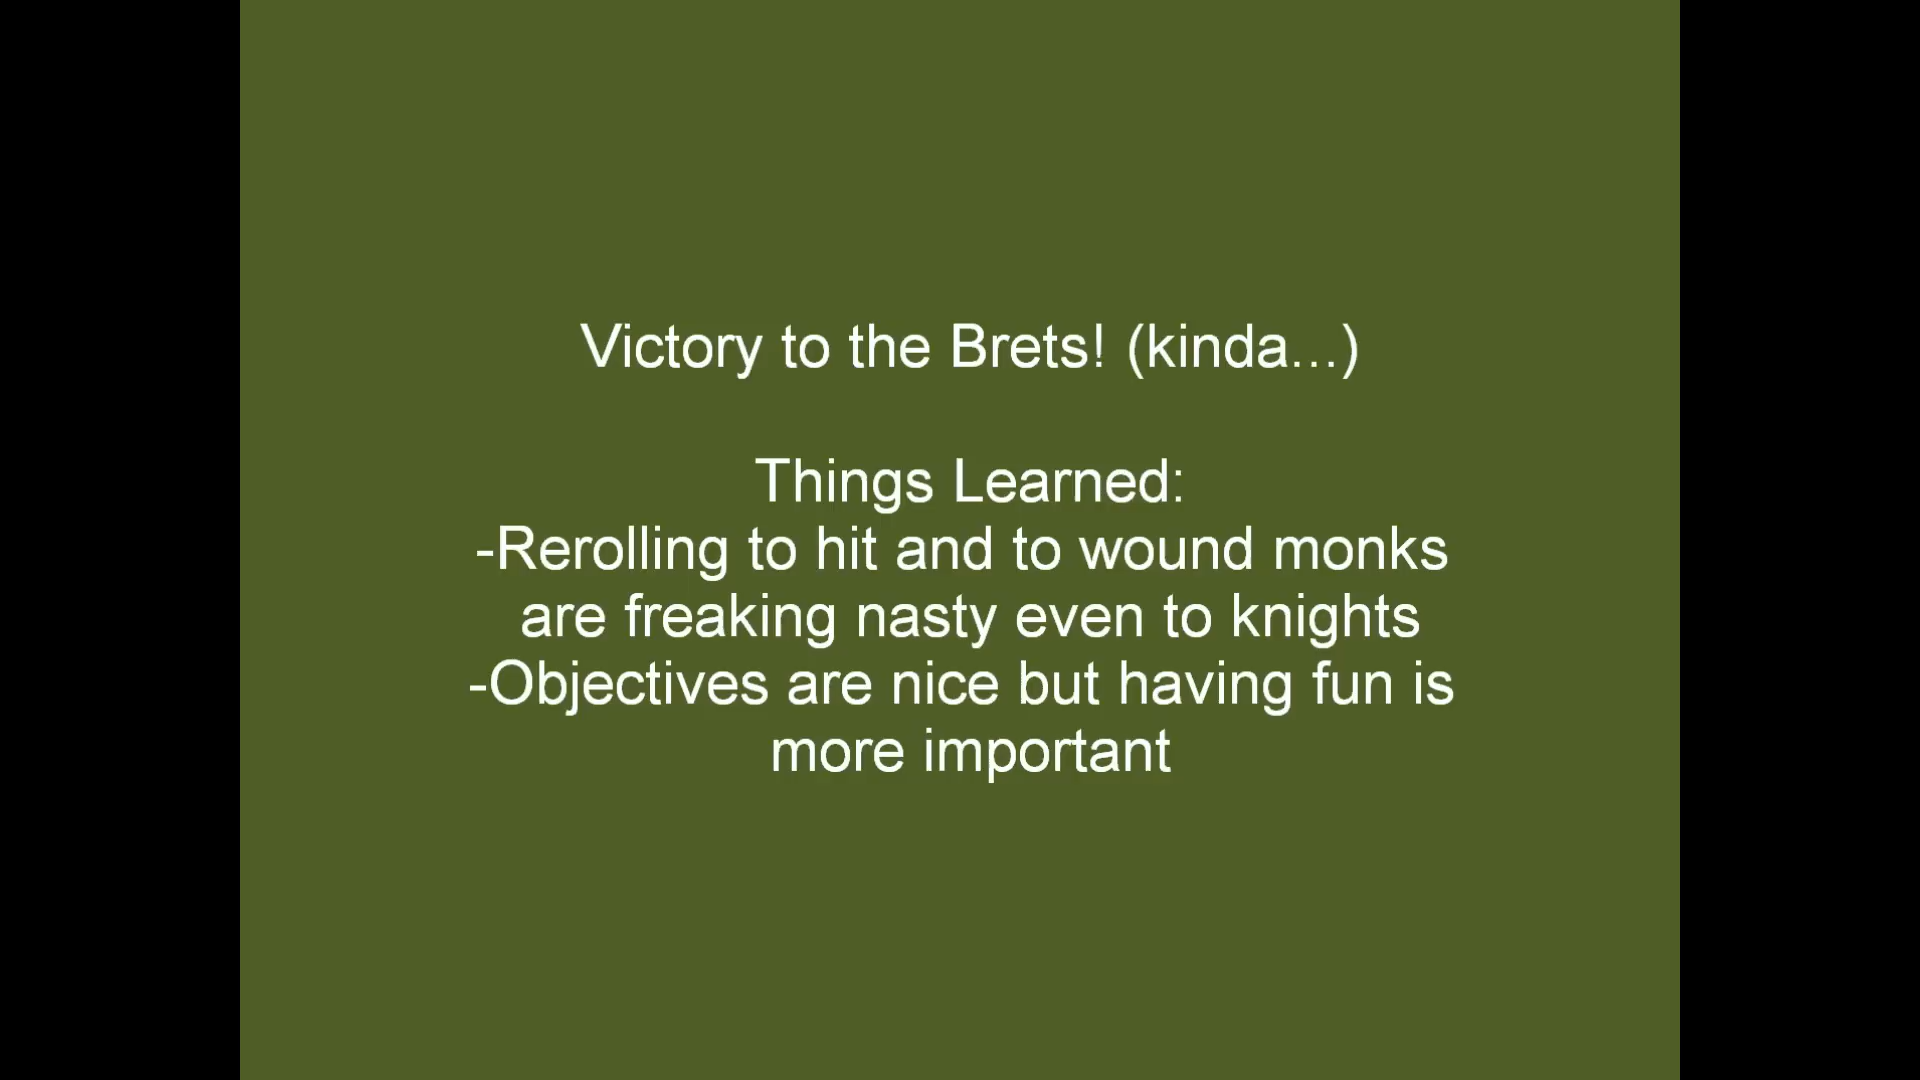 Victory to the Brets! (kinda...)
Things Learned:
-Rerolling to hit and to wound monks
are freaking nasty even to knights
-Objectives are nice but having fun is
more important